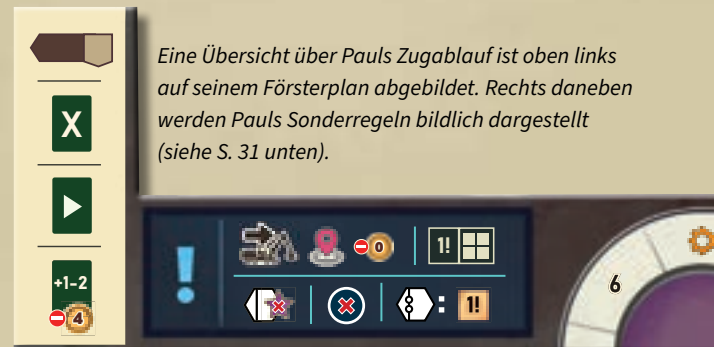 Eine Übersicht über Pauls Zugablauf ist oben links
auf seinem Försterplan abgebildet. Rechts daneben
werden Pauls Sonderregeln bildlich dargestellt
(siehe S. 31 unten).
X
+1-2
4
!
0
1!
: 1!
6